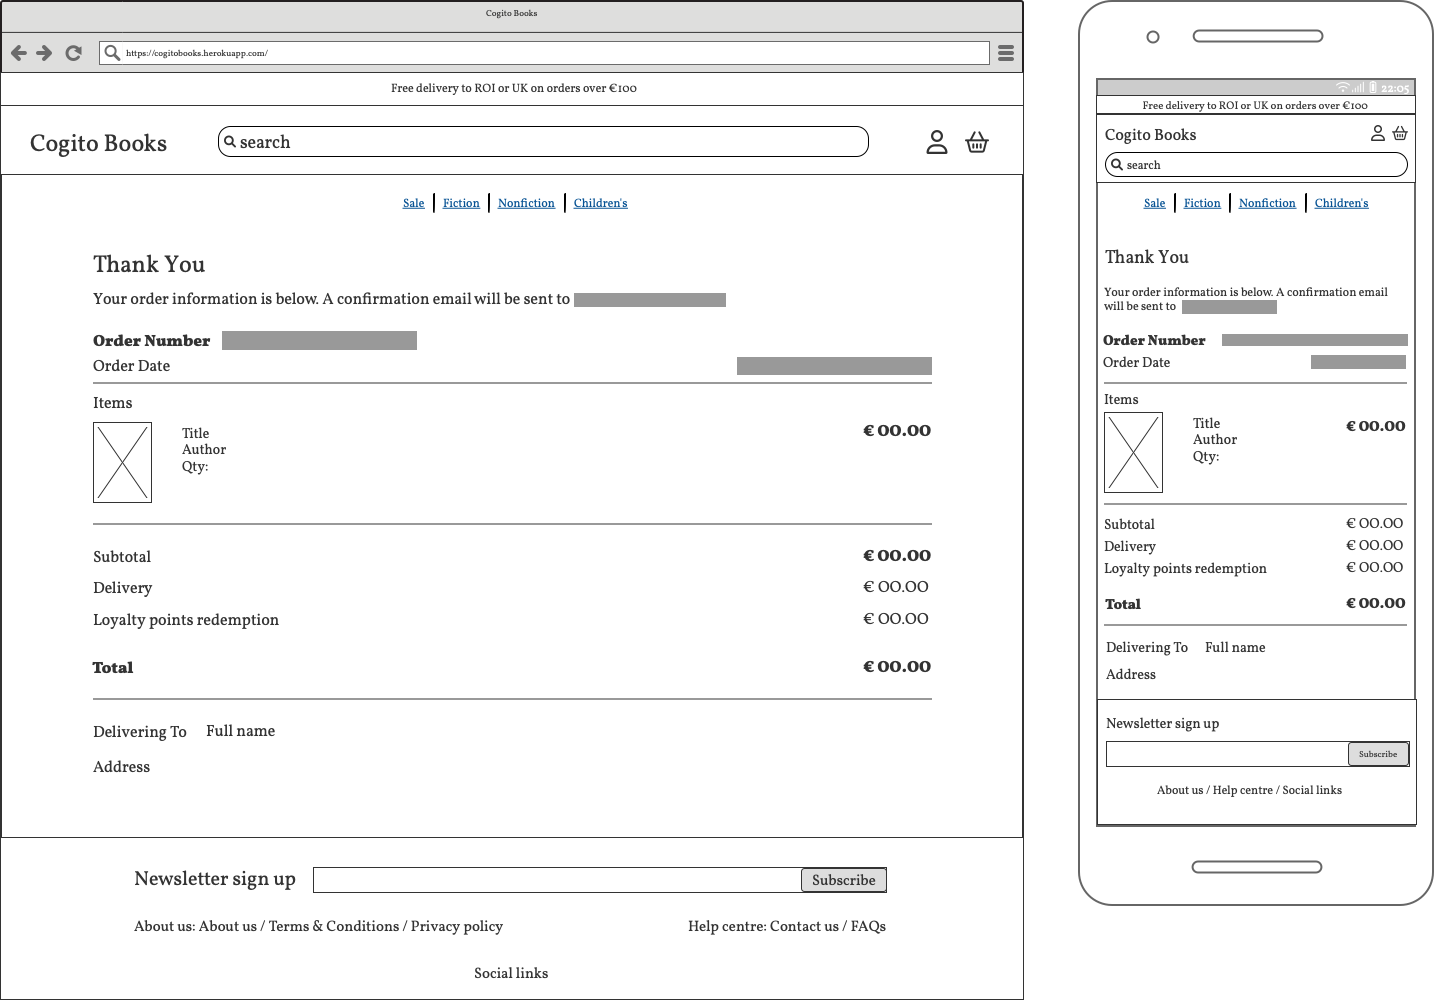 Cogito Books
https://cogitobooks.herokuapp.com/
Free delivery to ROI or UK on orders over €100
Cogito Books
search
Sale
Fiction
Nonfiction
Children's
Thank You
Your order information is below. A confirmation email will be sent to
Order Number
Order Date
Items
Title
€ 00.00
Author
Qty:
Subtotal € 00.00
Delivery € 00.00
Loyalty points redemption € 00.00
Total € 00.00
Delivering To Full name
Address
Newsletter sign up
Subscribe
About us: About us / Terms & Conditions / Privacy policy
Help centre: Contact us / FAQs
Social links
22:05
Free delivery to ROI or UK on orders over €100
Cogito Books
search
Sale
Fiction
Nonfiction
Children's
Thank You
Your order information is below. A confirmation email
will be sent to
Order Number
Order Date
Items
Title
€ 00.00
Author
Qty:
Subtotal € 00.00
Delivery € 00.00
Loyalty points redemption € 00.00
Total € 00.00
Delivering To Full name
Address
Newsletter sign up
Subscribe
About us / Help centre / Social links